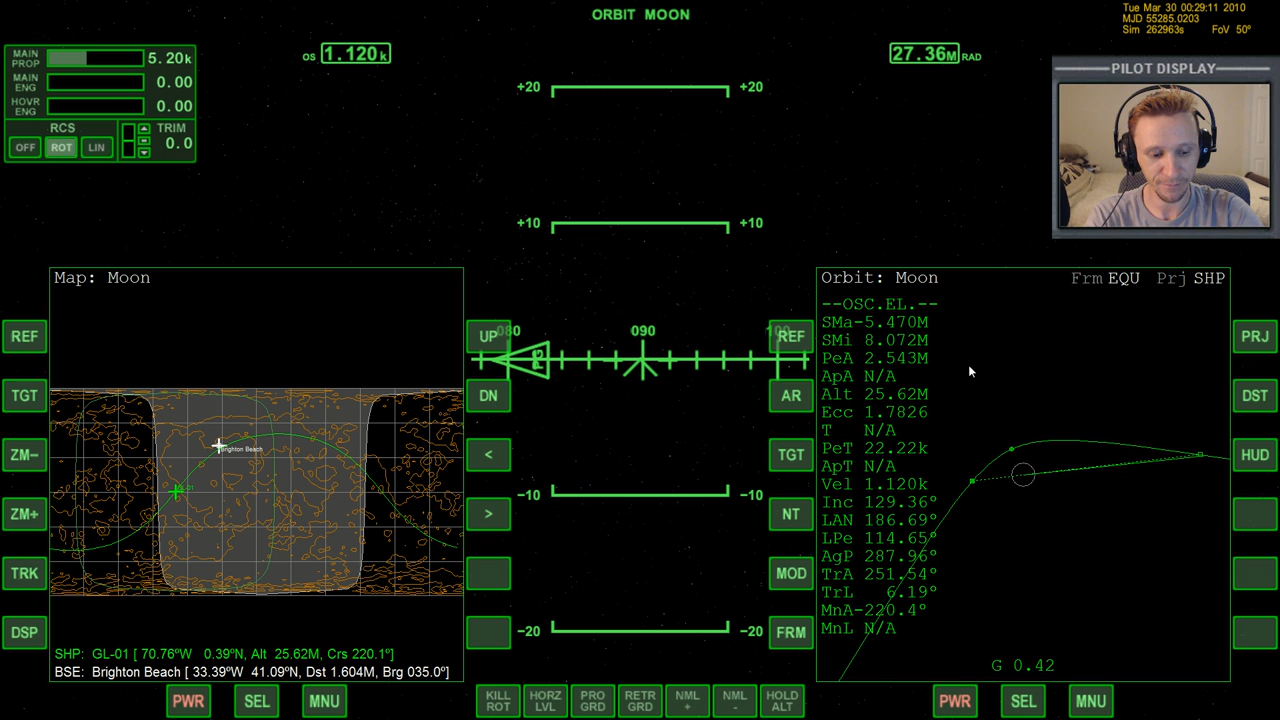 ORBIT MOON
Tue Mar 30 00:29:11 2010
MJD 55285.0203
Sim 262963s FoV 50°
MAIN PROP 5.20k
MAIN ENG 0.00
HOVR ENG 0.00
RCS TRIM
OFF ROT LIN 0.0
OS 1.120k
27.36M RAD
PILOT DISPLAY
+20 +20
+10 +10
080 090 100
PG
-10 -10
-20 -20
Map: Moon
REF
TGT
ZM-
ZM+
TRK
DSP
UP
DN
<
>
Brighton Beach
GL-01
SHP: GL-01 [ 70.76°W 0.39°N, Alt 25.62M, Crs 220.1°]
BSE: Brighton Beach [ 33.39°W 41.09°N, Dst 1.604M, Brg 035.0°]
PWR SEL MNU
KILL ROT
HORZ LVL
PRO GRD
RETR GRD
NML +
NML -
HOLD ALT
Orbit: Moon Frm EQU Prj SHP
--OSC.EL.--
SMa-5.470M
SMi 8.072M
PeA 2.543M
ApA N/A
Alt 25.62M
Ecc 1.7826
T N/A
PeT 22.22k
ApT N/A
Vel 1.120k
Inc 129.36°
LAN 186.69°
LPe 114.65°
AgP 287.96°
TrA 251.54°
TrL 6.19°
MnA-220.4°
MnL N/A
G 0.42
REF
AR
TGT
NT
MOD
FRM
PRJ
DST
HUD
PWR SEL MNU